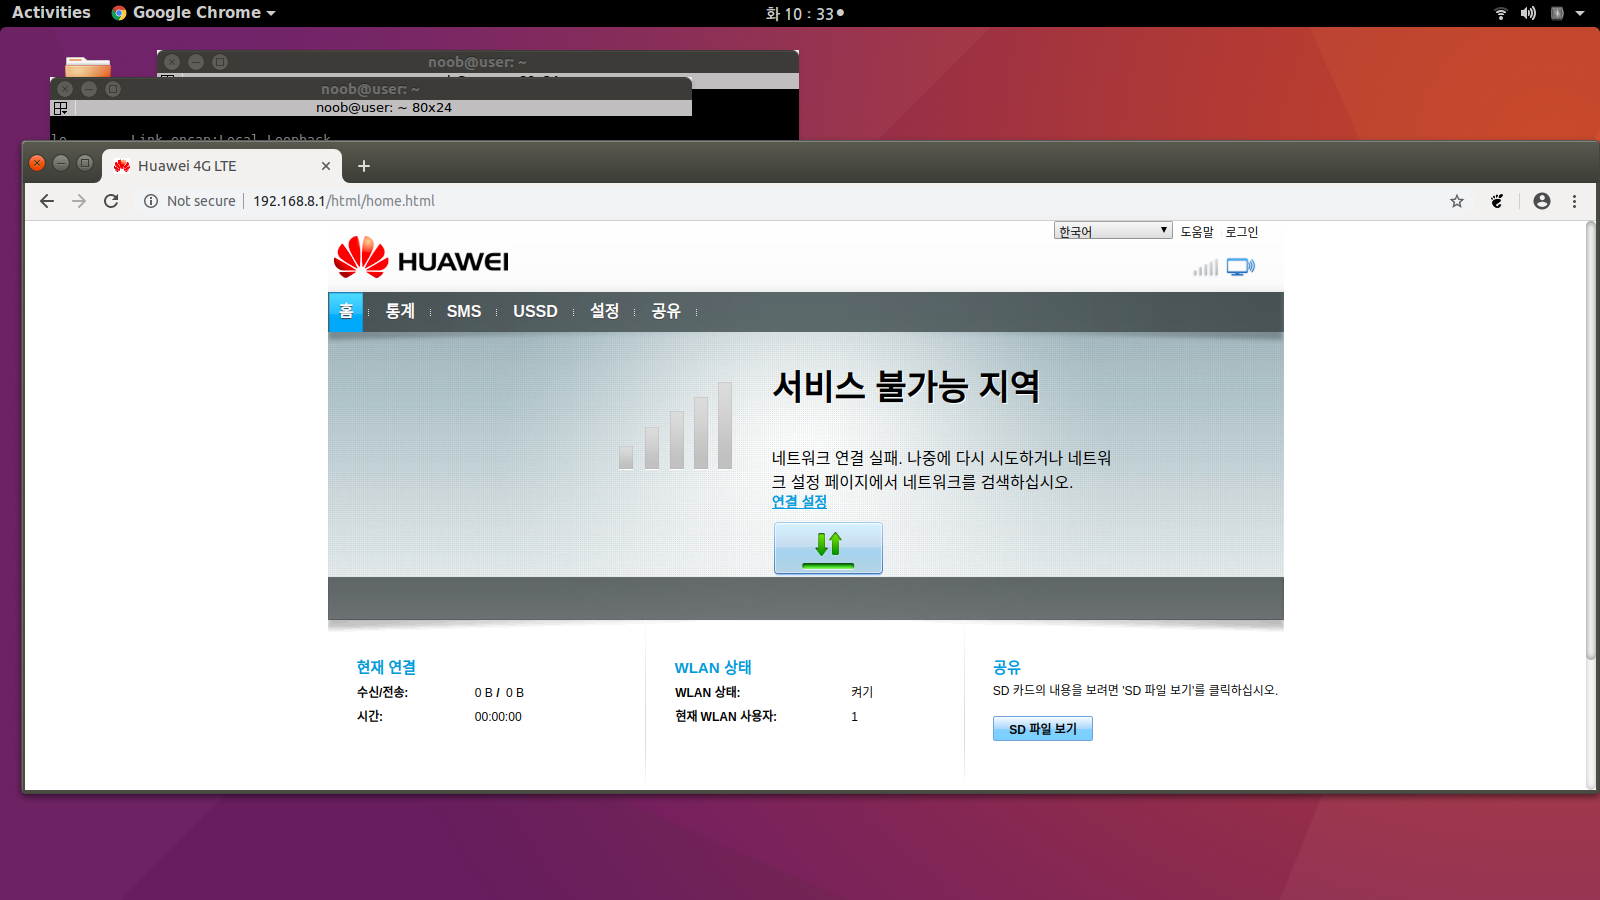 Activities Google Chrome 화 10 : 33
noob@user: ~
noob@user: ~
noob@user: ~ 80x24
lo Link encap:Local Loopback
Huawei 4G LTE
Not secure 192.168.8.1/html/home.html
한국어 도움말 로그인
HUAWEI
홈 통계 SMS USSD 설정 공유
서비스 불가능 지역
네트워크 연결 실패. 나중에 다시 시도하거나 네트워
크 설정 페이지에서 네트워크를 검색하십시오.
연결 설정
현재 연결
수신/전송: 0 B / 0 B
시간: 00:00:00
WLAN 상태
WLAN 상태: 켜기
현재 WLAN 사용자: 1
공유
SD 카드의 내용을 보려면 'SD 파일 보기'를 클릭하십시오.
SD 파일 보기